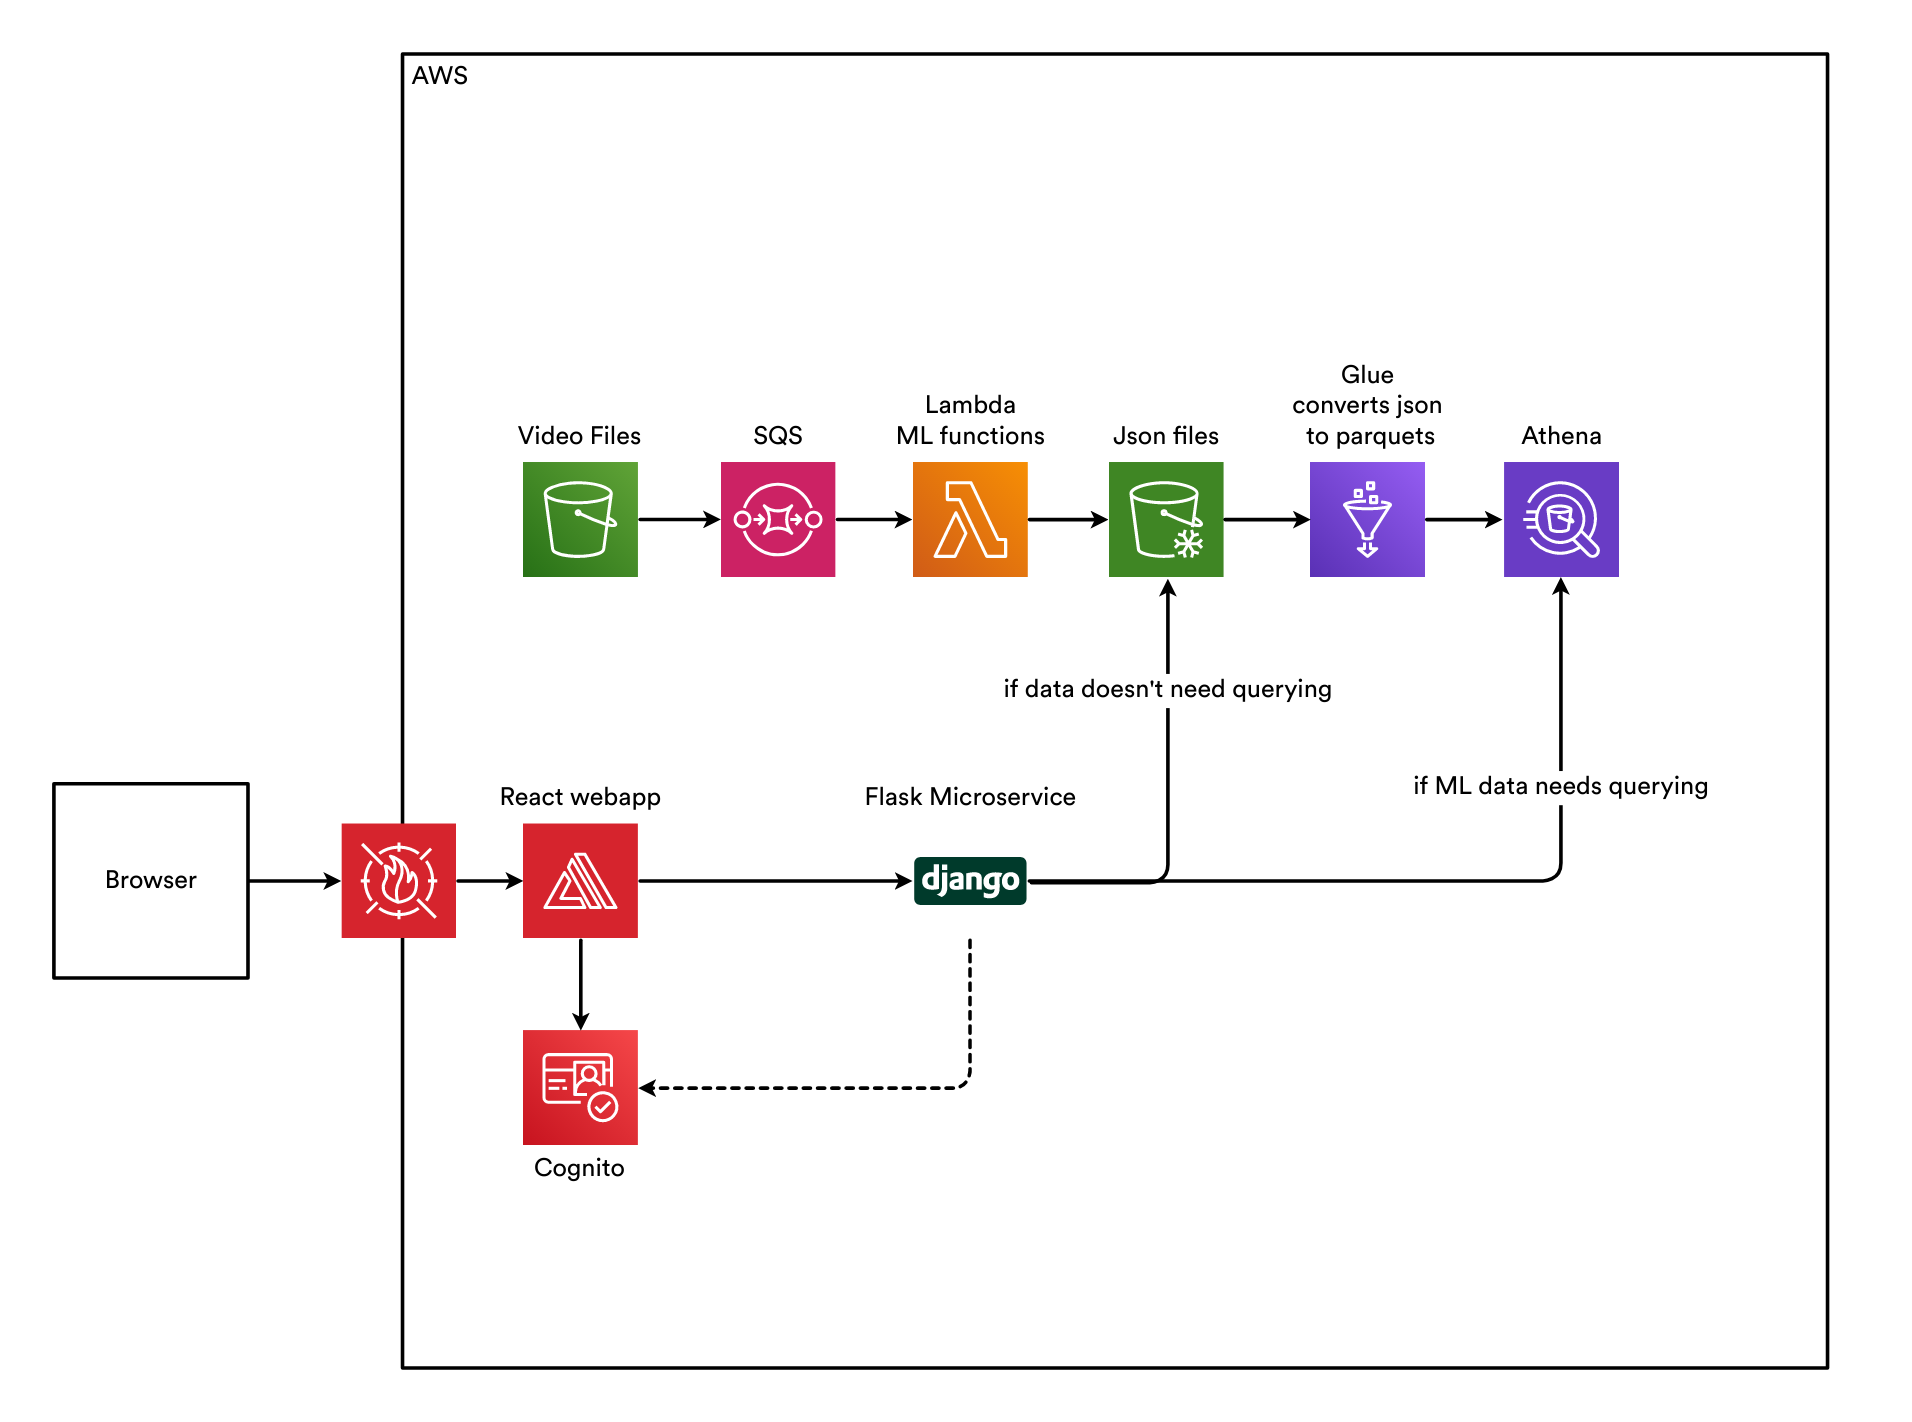 AWS
Video Files
SQS
Lambda
ML functions
Json files
Glue
converts json
to parquets
Athena
if data doesn't need querying
if ML data needs querying
Browser
React webapp
Flask Microservice
django
Cognito